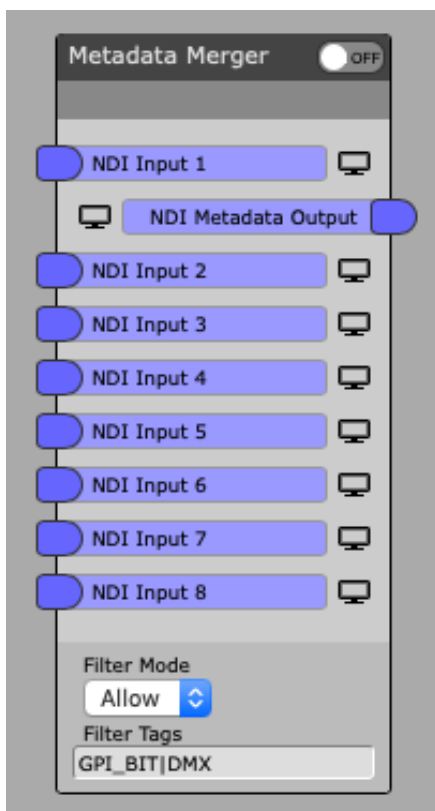 Metadata Merger OFF
NDI Input 1
NDI Metadata Output
NDI Input 2
NDI Input 3
NDI Input 4
NDI Input 5
NDI Input 6
NDI Input 7
NDI Input 8
Filter Mode
Allow
Filter Tags
GPI_BIT|DMX